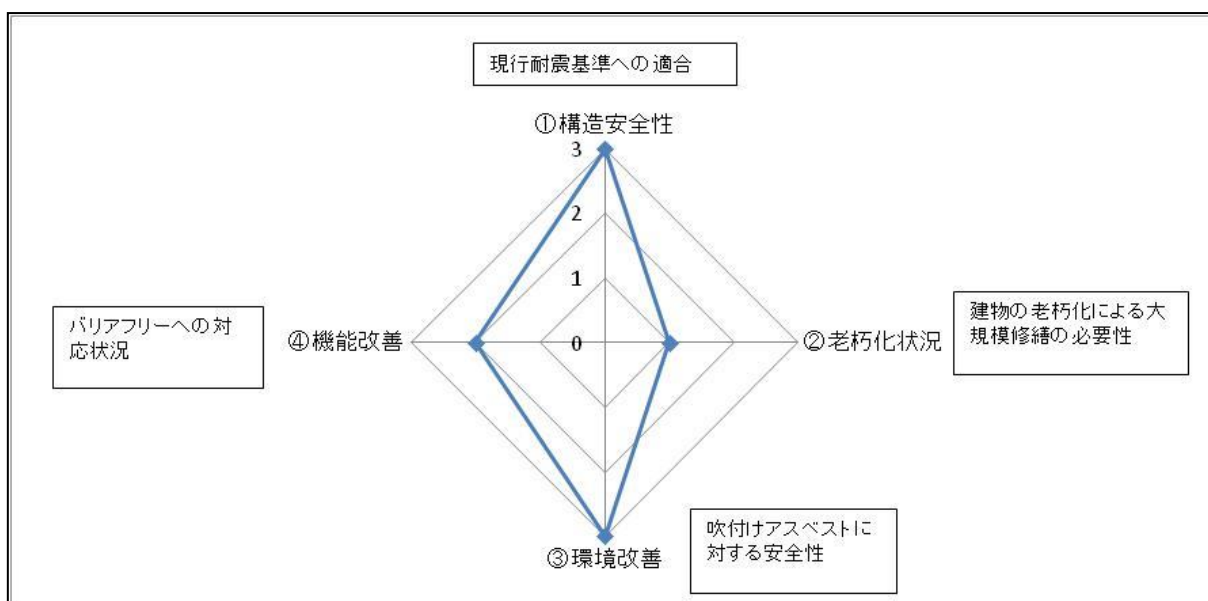 現行耐震基準への適合
①構造安全性
3
2
1
0
バリアフリーへの対
応状況
④機能改善
②老朽化状況
建物の老朽化による大
規模修繕の必要性
③環境改善
吹付けアスベストに
対する安全性